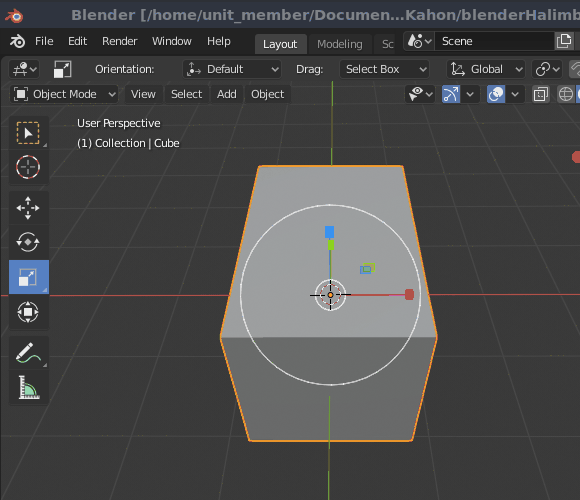 Blender [/home/unit_member/Documen...Kahon/blenderHalimb
File Edit Render Window Help Layout Modeling Sc Scene
Orientation: Default Drag: Select Box Global
Object Mode View Select Add Object
User Perspective
(1) Collection | Cube